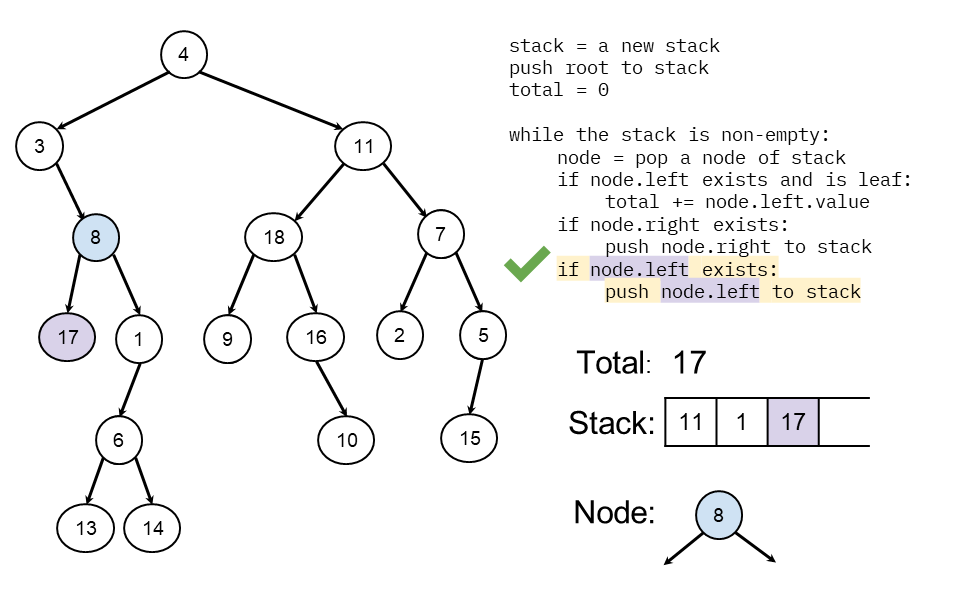 4
3
11
8
18
7
17
1
9
16
2
5
6
10
15
13
14
stack = a new stack
push root to stack
total = 0
while the stack is non-empty:
node = pop a node of stack
if node.left exists and is leaf:
total += node.left.value
if node.right exists:
push node.right to stack
if node.left exists:
push node.left to stack
Total: 17
Stack: 11 1 17
Node: 8